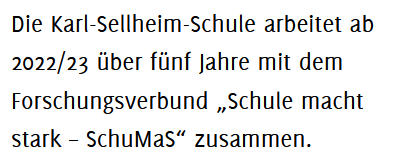 Die Karl-Sellheim-Schule arbeitet ab
2022/23 über fünf Jahre mit dem
Forschungsverbund „Schule macht
stark – SchuMaS“ zusammen.